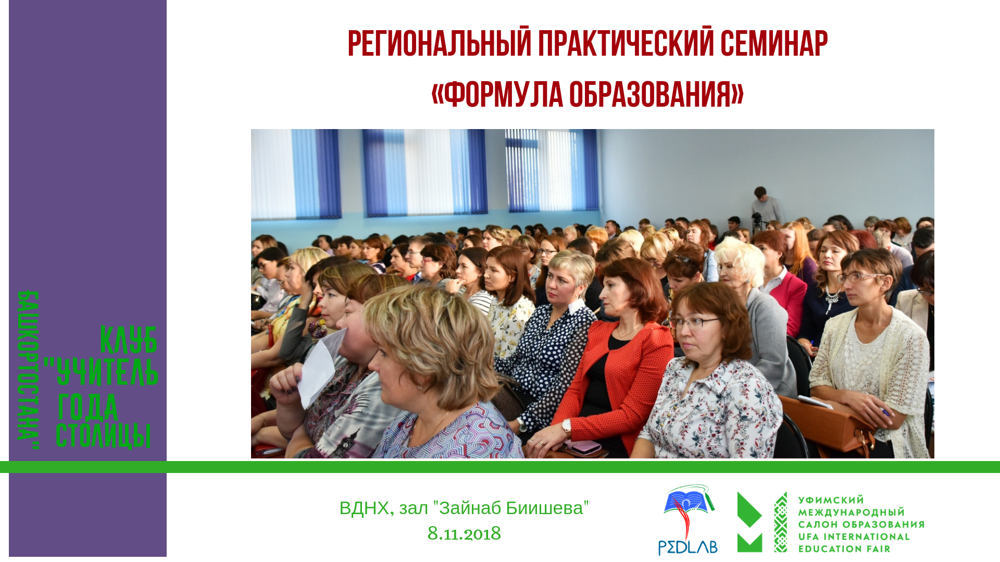 РЕГИОНАЛЬНЫЙ ПРАКТИЧЕСКИЙ СЕМИНАР
«ФОРМУЛА ОБРАЗОВАНИЯ»
КЛУБ
"УЧИТЕЛЬ
ГОДА
СТОЛИЦЫ
БАШКОРТОСТАНА"
ВДНХ, зал "Зайнаб Биишева"
8.11.2018
PEDLAB
УФИМСКИЙ
МЕЖДУНАРОДНЫЙ
САЛОН ОБРАЗОВАНИЯ
UFA INTERNATIONAL
EDUCATION FAIR